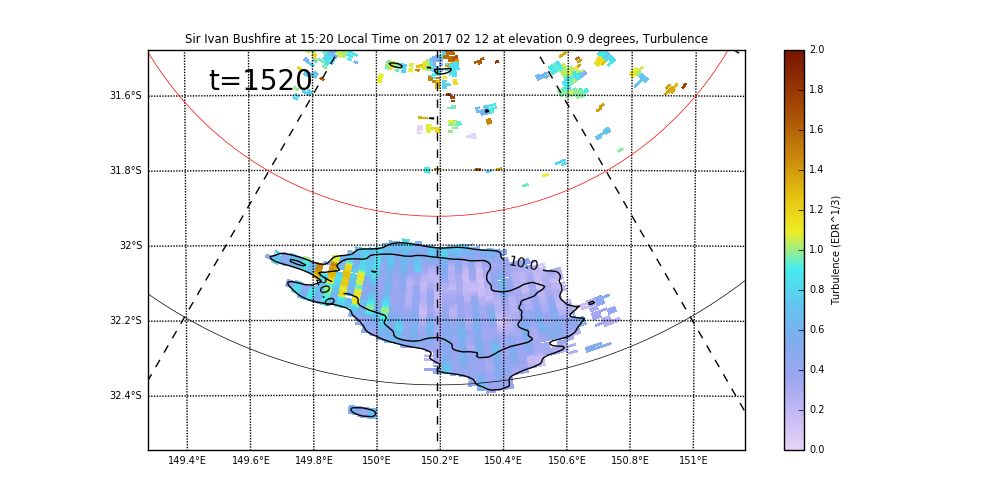 Sir Ivan Bushfire at 15:20 Local Time on 2017 02 12 at elevation 0.9 degrees, Turbulence
t=1520
31.6°S
31.8°S
32°S
32.2°S
32.4°S
10.0
149.4°E 149.6°E 149.8°E 150°E 150.2°E 150.4°E 150.6°E 150.8°E 151°E
2.0
1.8
1.6
1.4
1.2
1.0
0.8
0.6
0.4
0.2
0.0
Turbulence (EDR^1/3)